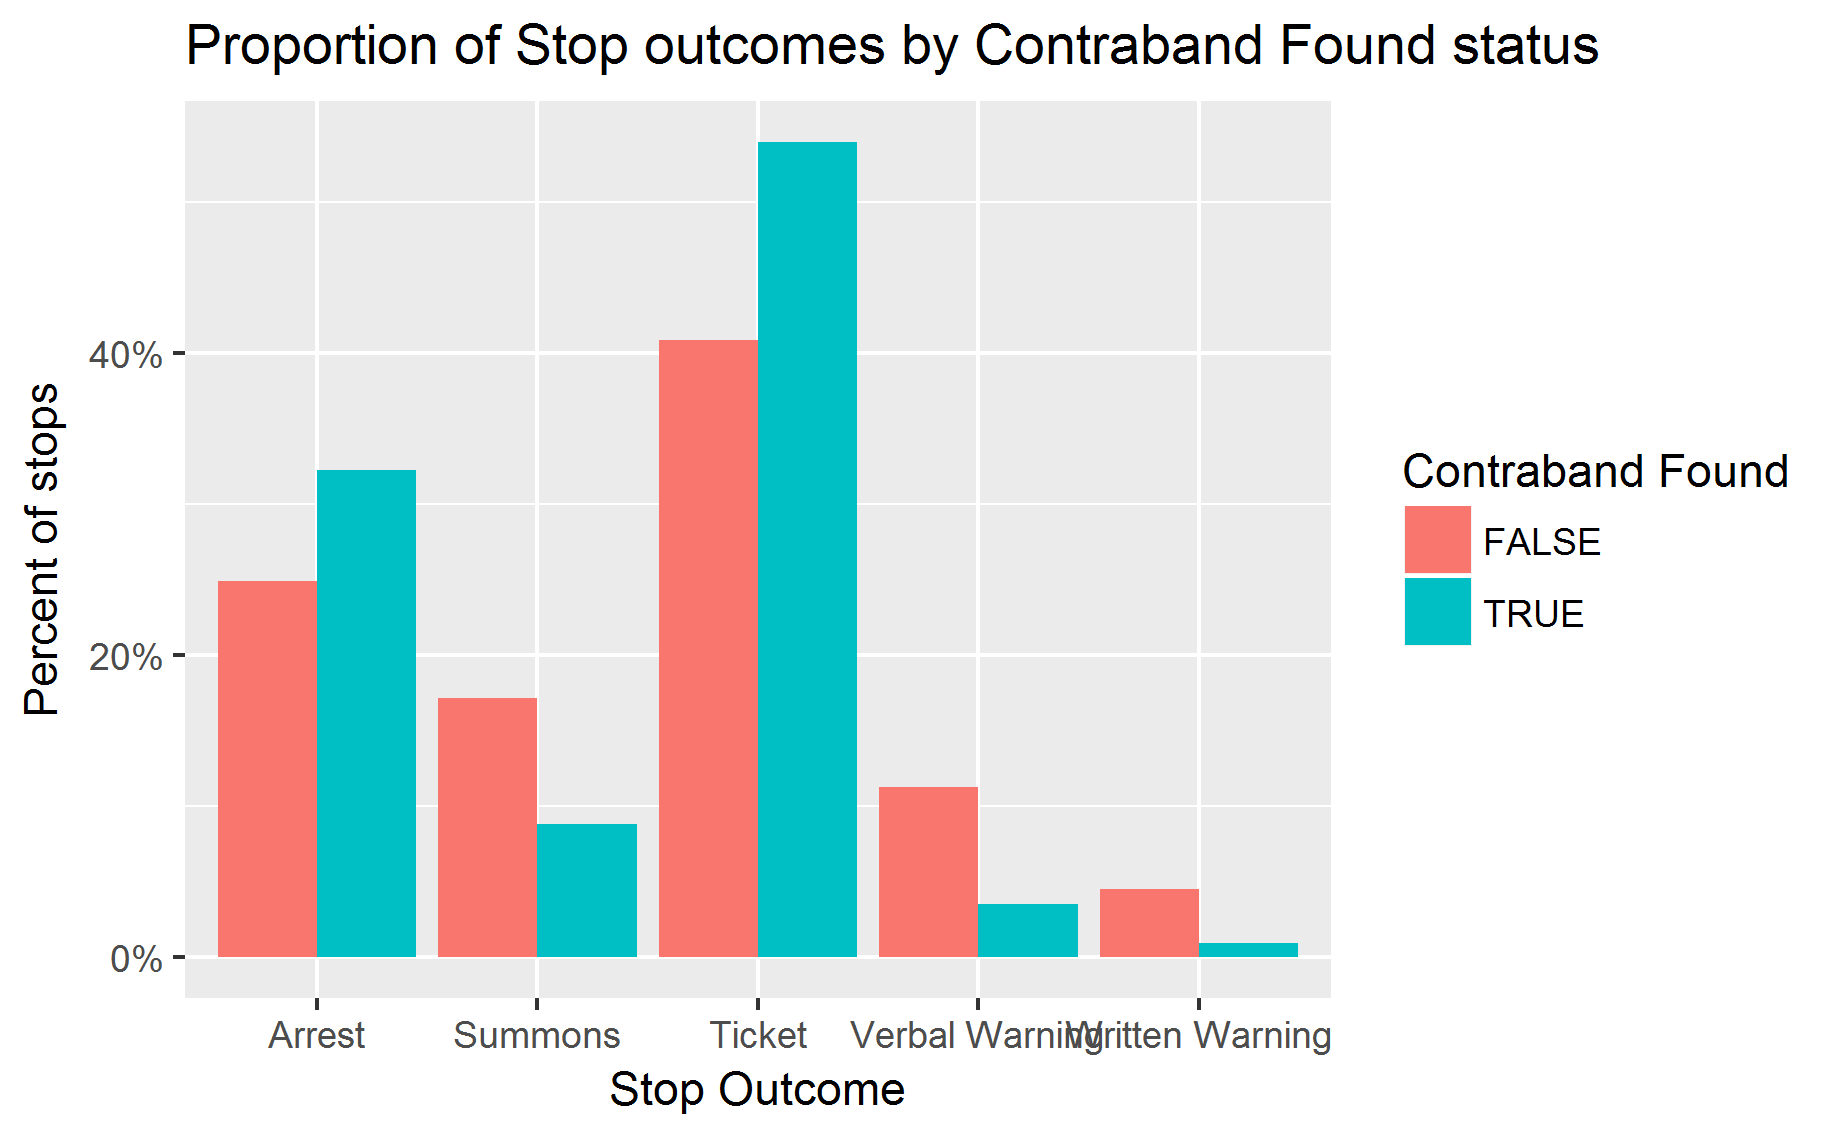 Proportion of Stop outcomes by Contraband Found status
Percent of stops
40%
20%
0%
Arrest Summons Ticket Verbal Warning Written Warning
Stop Outcome
Contraband Found
FALSE
TRUE